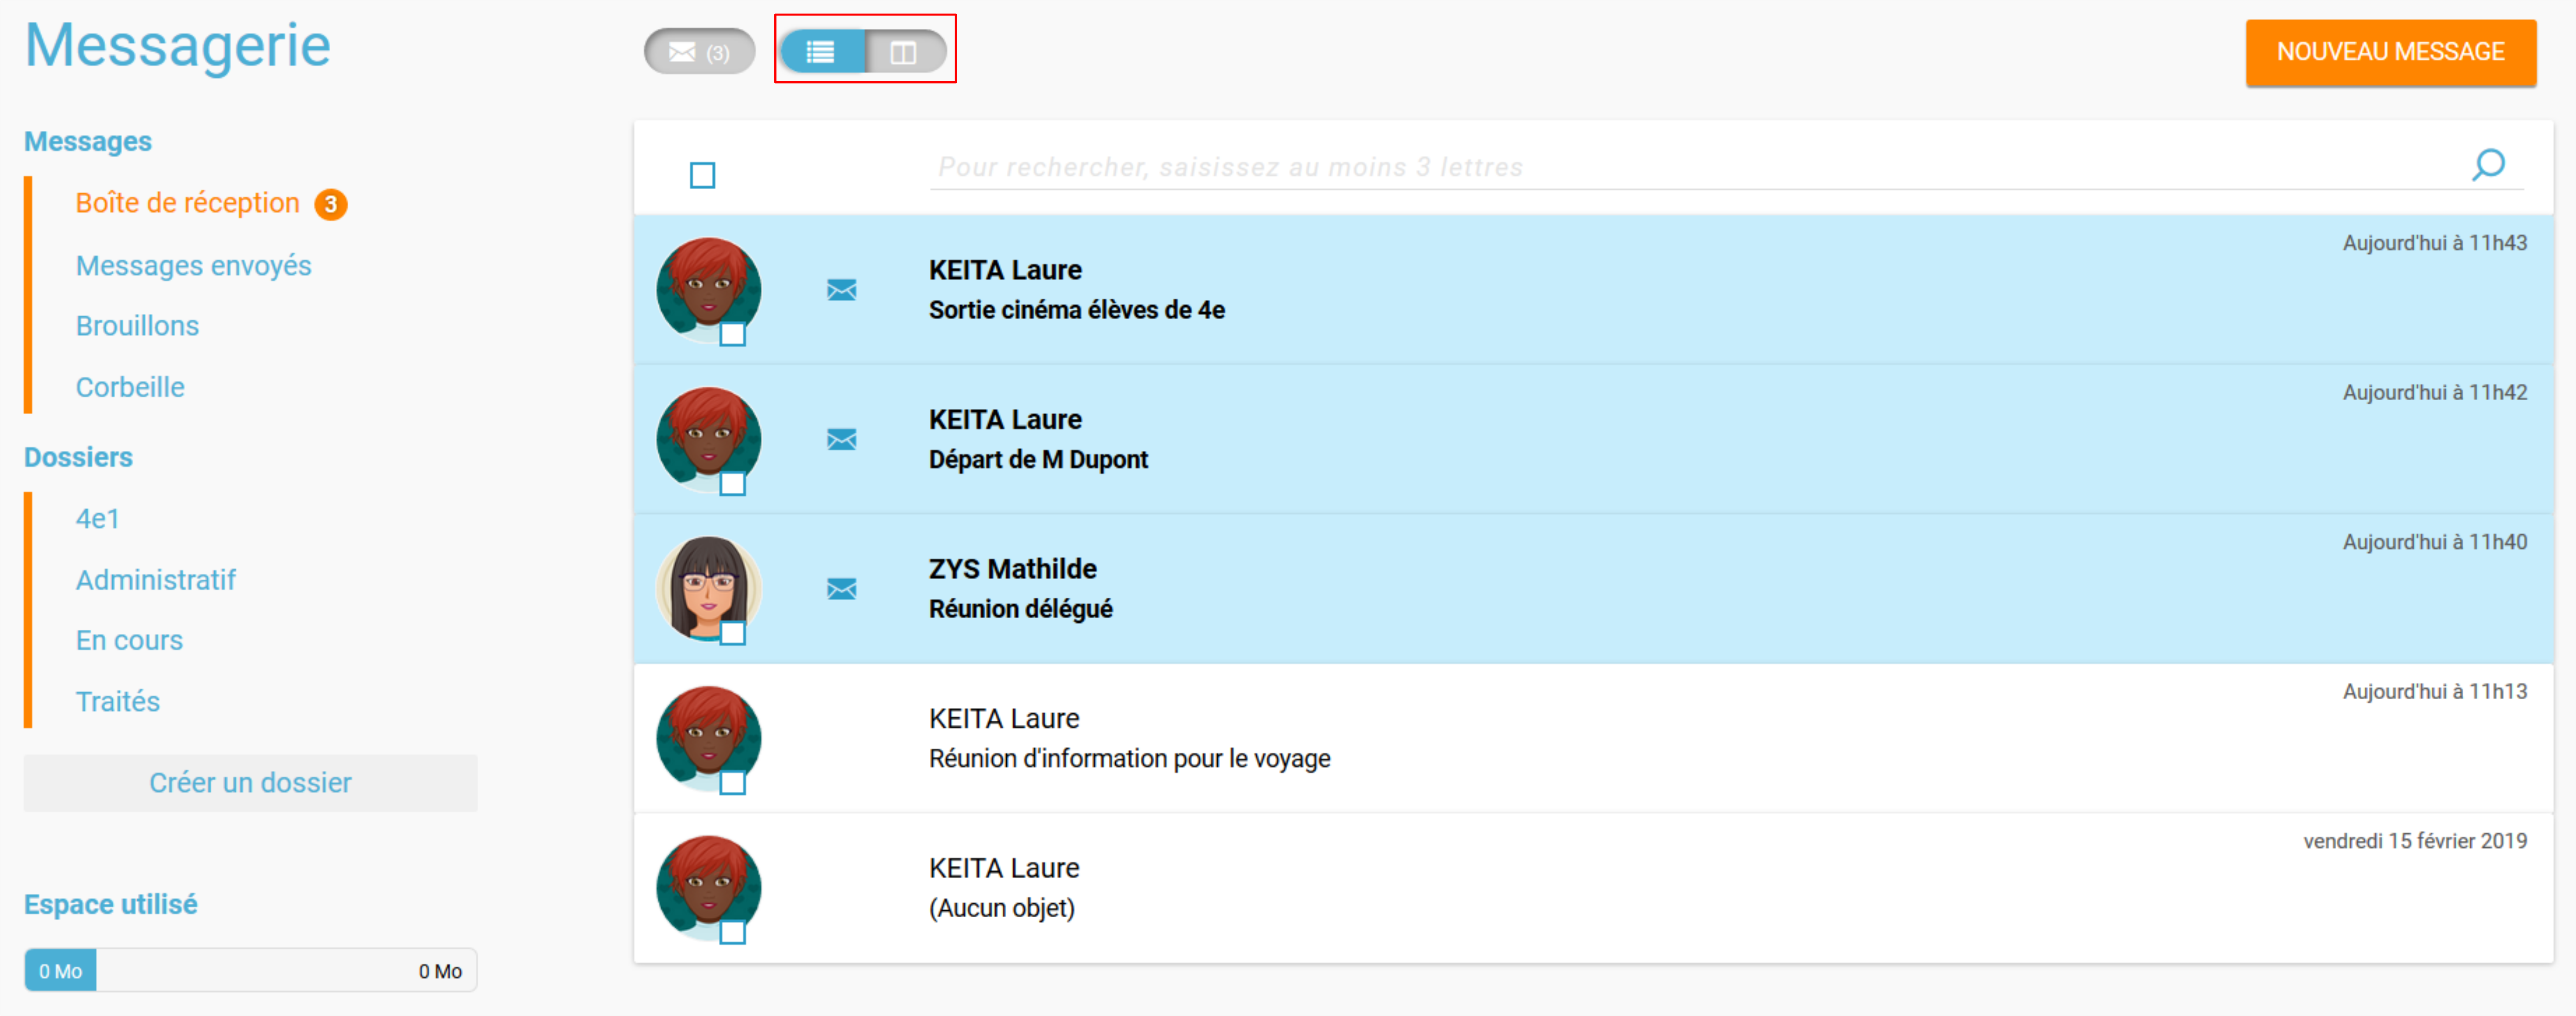 Messagerie
(3)
NOUVEAU MESSAGE
Messages
Boîte de réception 3
Messages envoyés
Brouillons
Corbeille
Dossiers
4e1
Administratif
En cours
Traités
Créer un dossier
Espace utilisé
0 Mo 0 Mo
Pour rechercher, saisissez au moins 3 lettres
Aujourd'hui à 11h43
KEITA Laure
Sortie cinéma élèves de 4e
Aujourd'hui à 11h42
KEITA Laure
Départ de M Dupont
Aujourd'hui à 11h40
ZYS Mathilde
Réunion délégué
Aujourd'hui à 11h13
KEITA Laure
Réunion d'information pour le voyage
vendredi 15 février 2019
KEITA Laure
(Aucun objet)